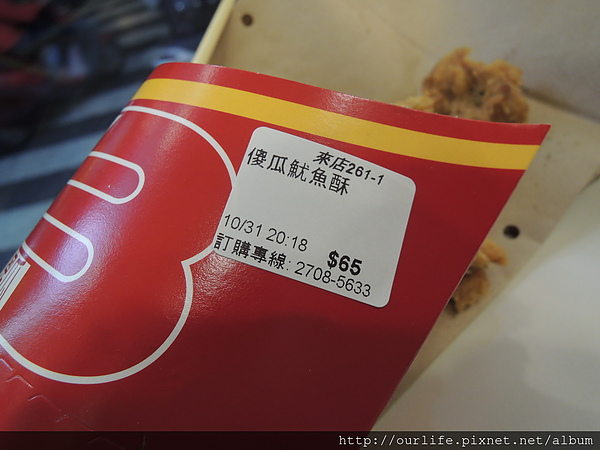 來店261-1
傻瓜魷魚酥
10/31 20:18
$65
訂購專線: 2708-5633
http://ourlife.pixnet.net/album